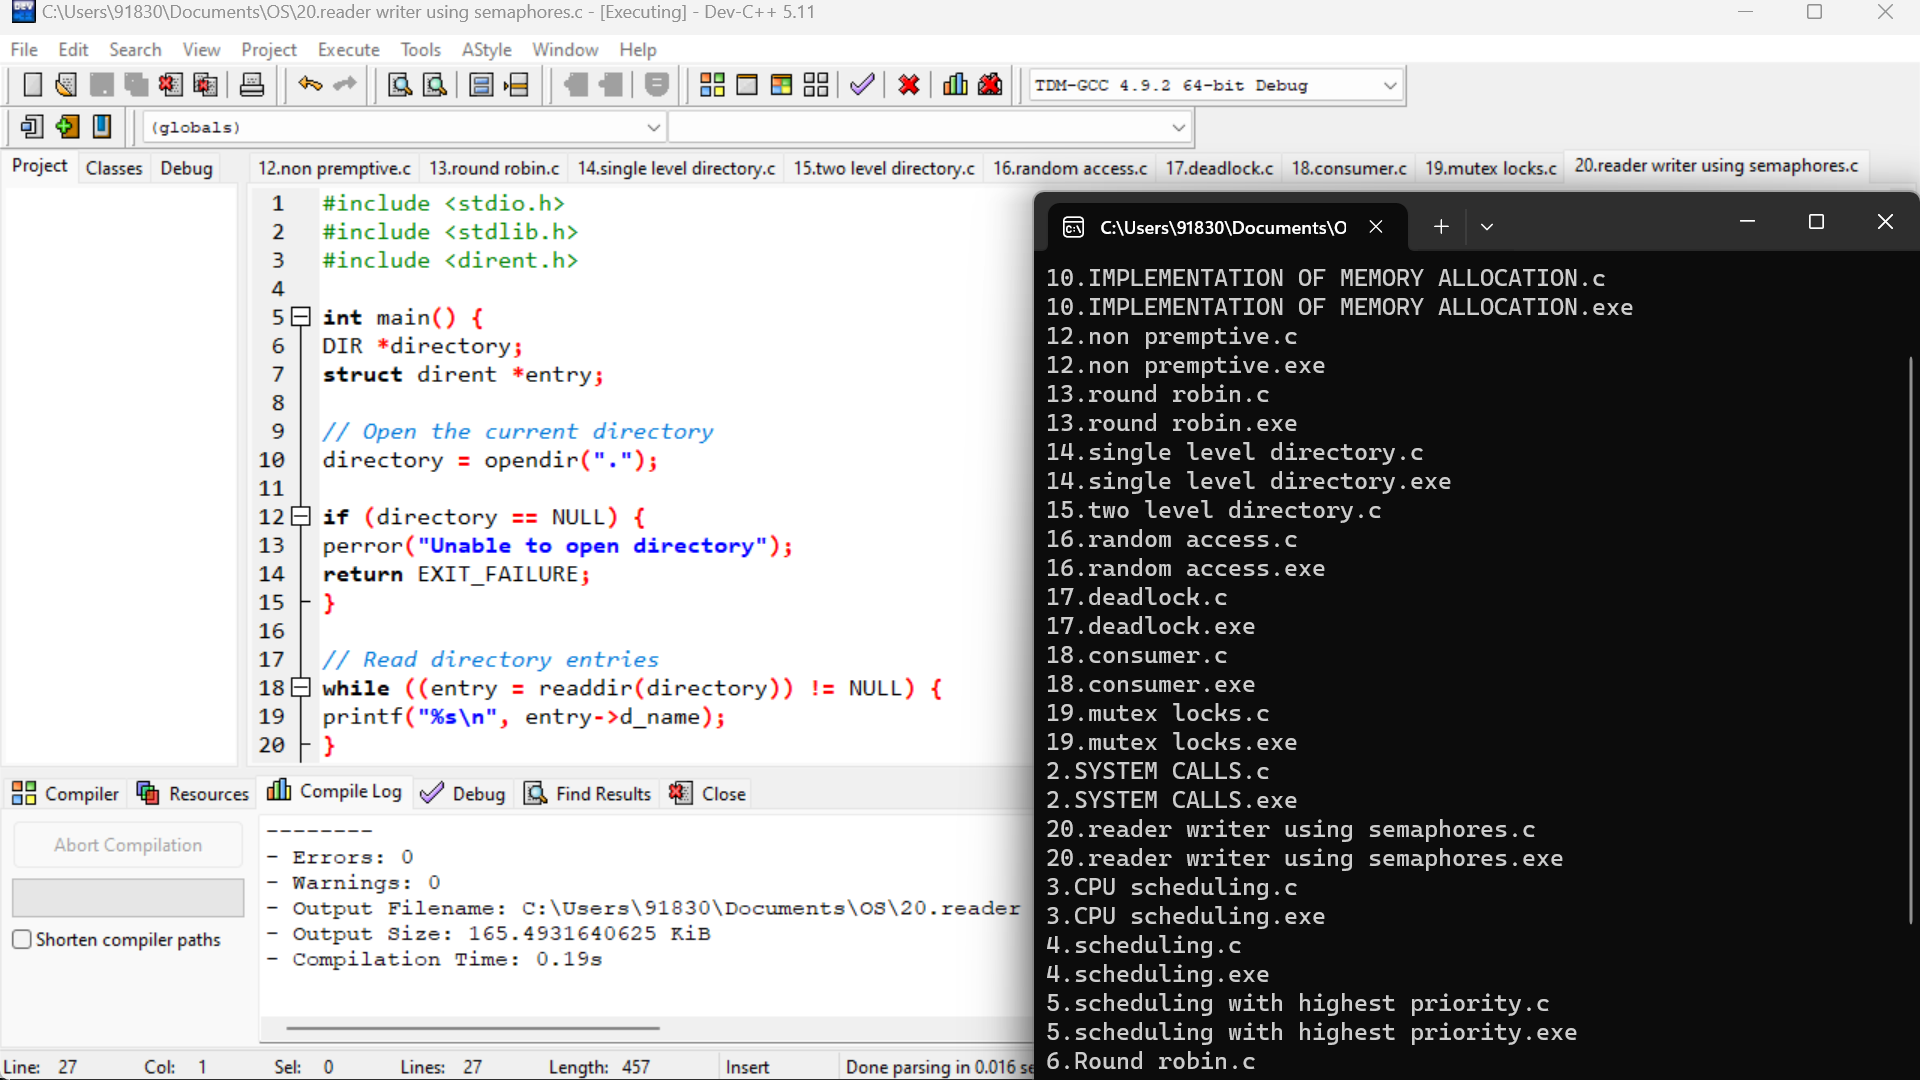 C:\Users\91830\Documents\OS\20.reader writer using semaphores.c - [Executing] - Dev-C++ 5.11
File Edit Search View Project Execute Tools AStyle Window Help
TDM-GCC 4.9.2 64-bit Debug
(globals)
Project Classes Debug
12.non premptive.c 13.round robin.c 14.single level directory.c 15.two level directory.c 16.random access.c 17.deadlock.c 18.consumer.c 19.mutex locks.c 20.reader writer using semaphores.c
1 #include <stdio.h>
2 #include <stdlib.h>
3 #include <dirent.h>
4
5 int main() {
6 DIR *directory;
7 struct dirent *entry;
8
9 // Open the current directory
10 directory = opendir(".");
11
12 if (directory == NULL) {
13 perror("Unable to open directory");
14 return EXIT_FAILURE;
15 }
16
17 // Read directory entries
18 while ((entry = readdir(directory)) != NULL) {
19 printf("%s\n", entry->d_name);
20 }
Compiler Resources Compile Log Debug Find Results Close
Abort Compilation
Shorten compiler paths
--------
- Errors: 0
- Warnings: 0
- Output Filename: C:\Users\91830\Documents\OS\20.reader
- Output Size: 165.4931640625 KiB
- Compilation Time: 0.19s
Line: 27 Col: 1 Sel: 0 Lines: 27 Length: 457 Insert Done parsing in 0.016 se
C:\Users\91830\Documents\O
10.IMPLEMENTATION OF MEMORY ALLOCATION.c
10.IMPLEMENTATION OF MEMORY ALLOCATION.exe
12.non premptive.c
12.non premptive.exe
13.round robin.c
13.round robin.exe
14.single level directory.c
14.single level directory.exe
15.two level directory.c
16.random access.c
16.random access.exe
17.deadlock.c
17.deadlock.exe
18.consumer.c
18.consumer.exe
19.mutex locks.c
19.mutex locks.exe
2.SYSTEM CALLS.c
2.SYSTEM CALLS.exe
20.reader writer using semaphores.c
20.reader writer using semaphores.exe
3.CPU scheduling.c
3.CPU scheduling.exe
4.scheduling.c
4.scheduling.exe
5.scheduling with highest priority.c
5.scheduling with highest priority.exe
6.Round robin.c